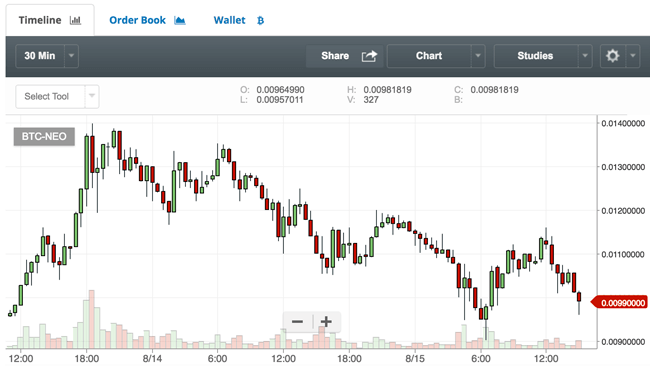 Timeline Order Book Wallet
30 Min Share Chart Studies
Select Tool O: 0.00964990 H: 0.00981819 C: 0.00981819
L: 0.00957011 V: 327 B:
BTC-NEO
0.01400000
0.01300000
0.01200000
0.01100000
0.00990000
0.00900000
12:00 18:00 8/14 6:00 12:00 18:00 8/15 6:00 12:00